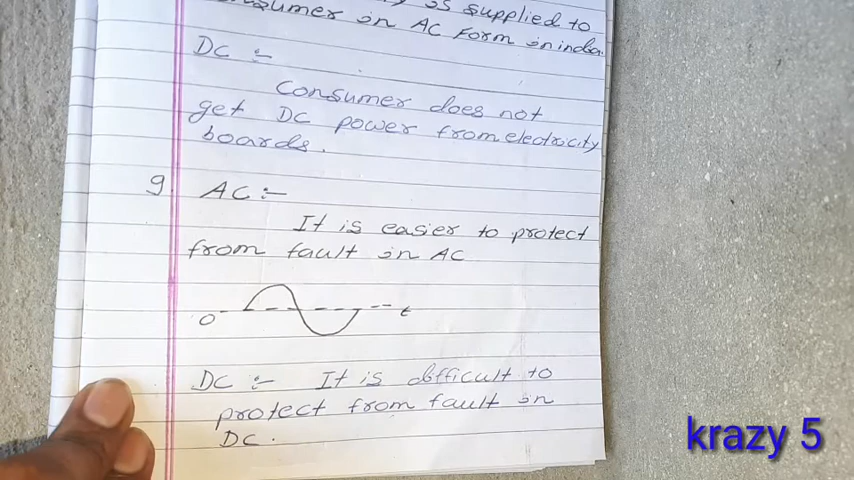 is supplied to
consumer in AC Form in india.
DC :-
Consumer does not
get DC power from electricity
boards.
9. AC :-
It is easier to protect
from fault in AC
0 t
DC :- It is difficult to
protect from fault in
DC.
krazy 5